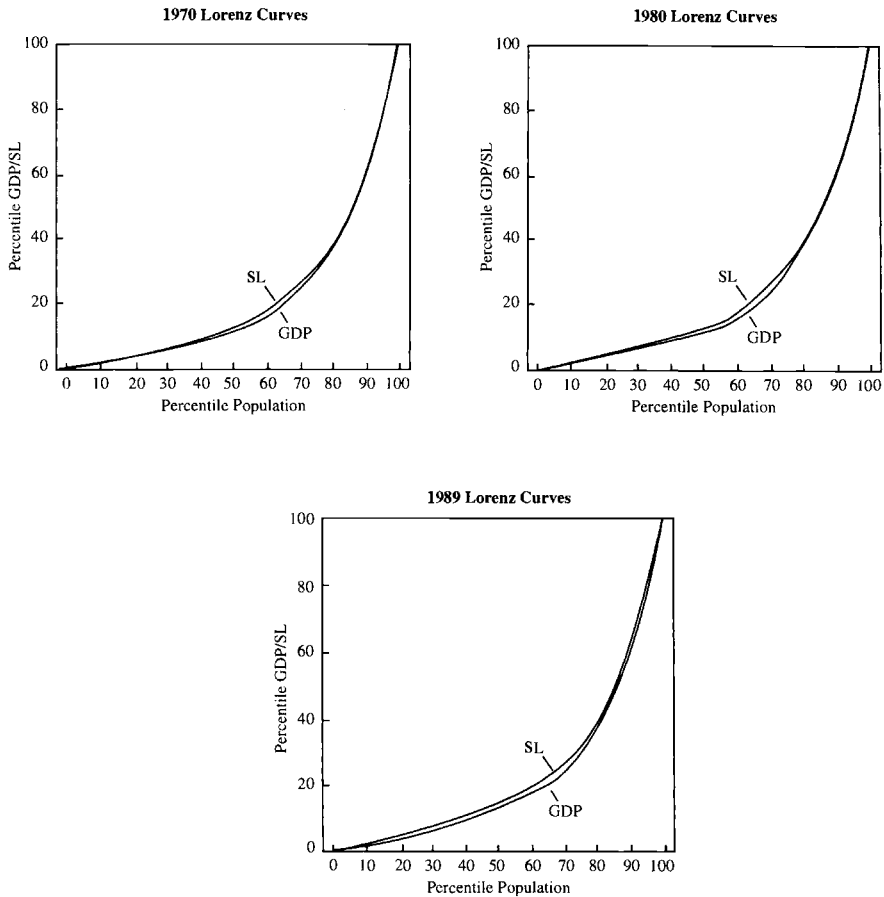 1970 Lorenz Curves
100
80
60
40
20
0
Percentile GDP/SL
SL
GDP
0 10 20 30 40 50 60 70 80 90 100
Percentile Population
1980 Lorenz Curves
100
80
60
40
20
0
Percentile GDP/SL
SL
GDP
0 10 20 30 40 50 60 70 80 90 100
Percentile Population
1989 Lorenz Curves
100
80
60
40
20
0
Percentile GDP/SL
SL
GDP
0 10 20 30 40 50 60 70 80 90 100
Percentile Population